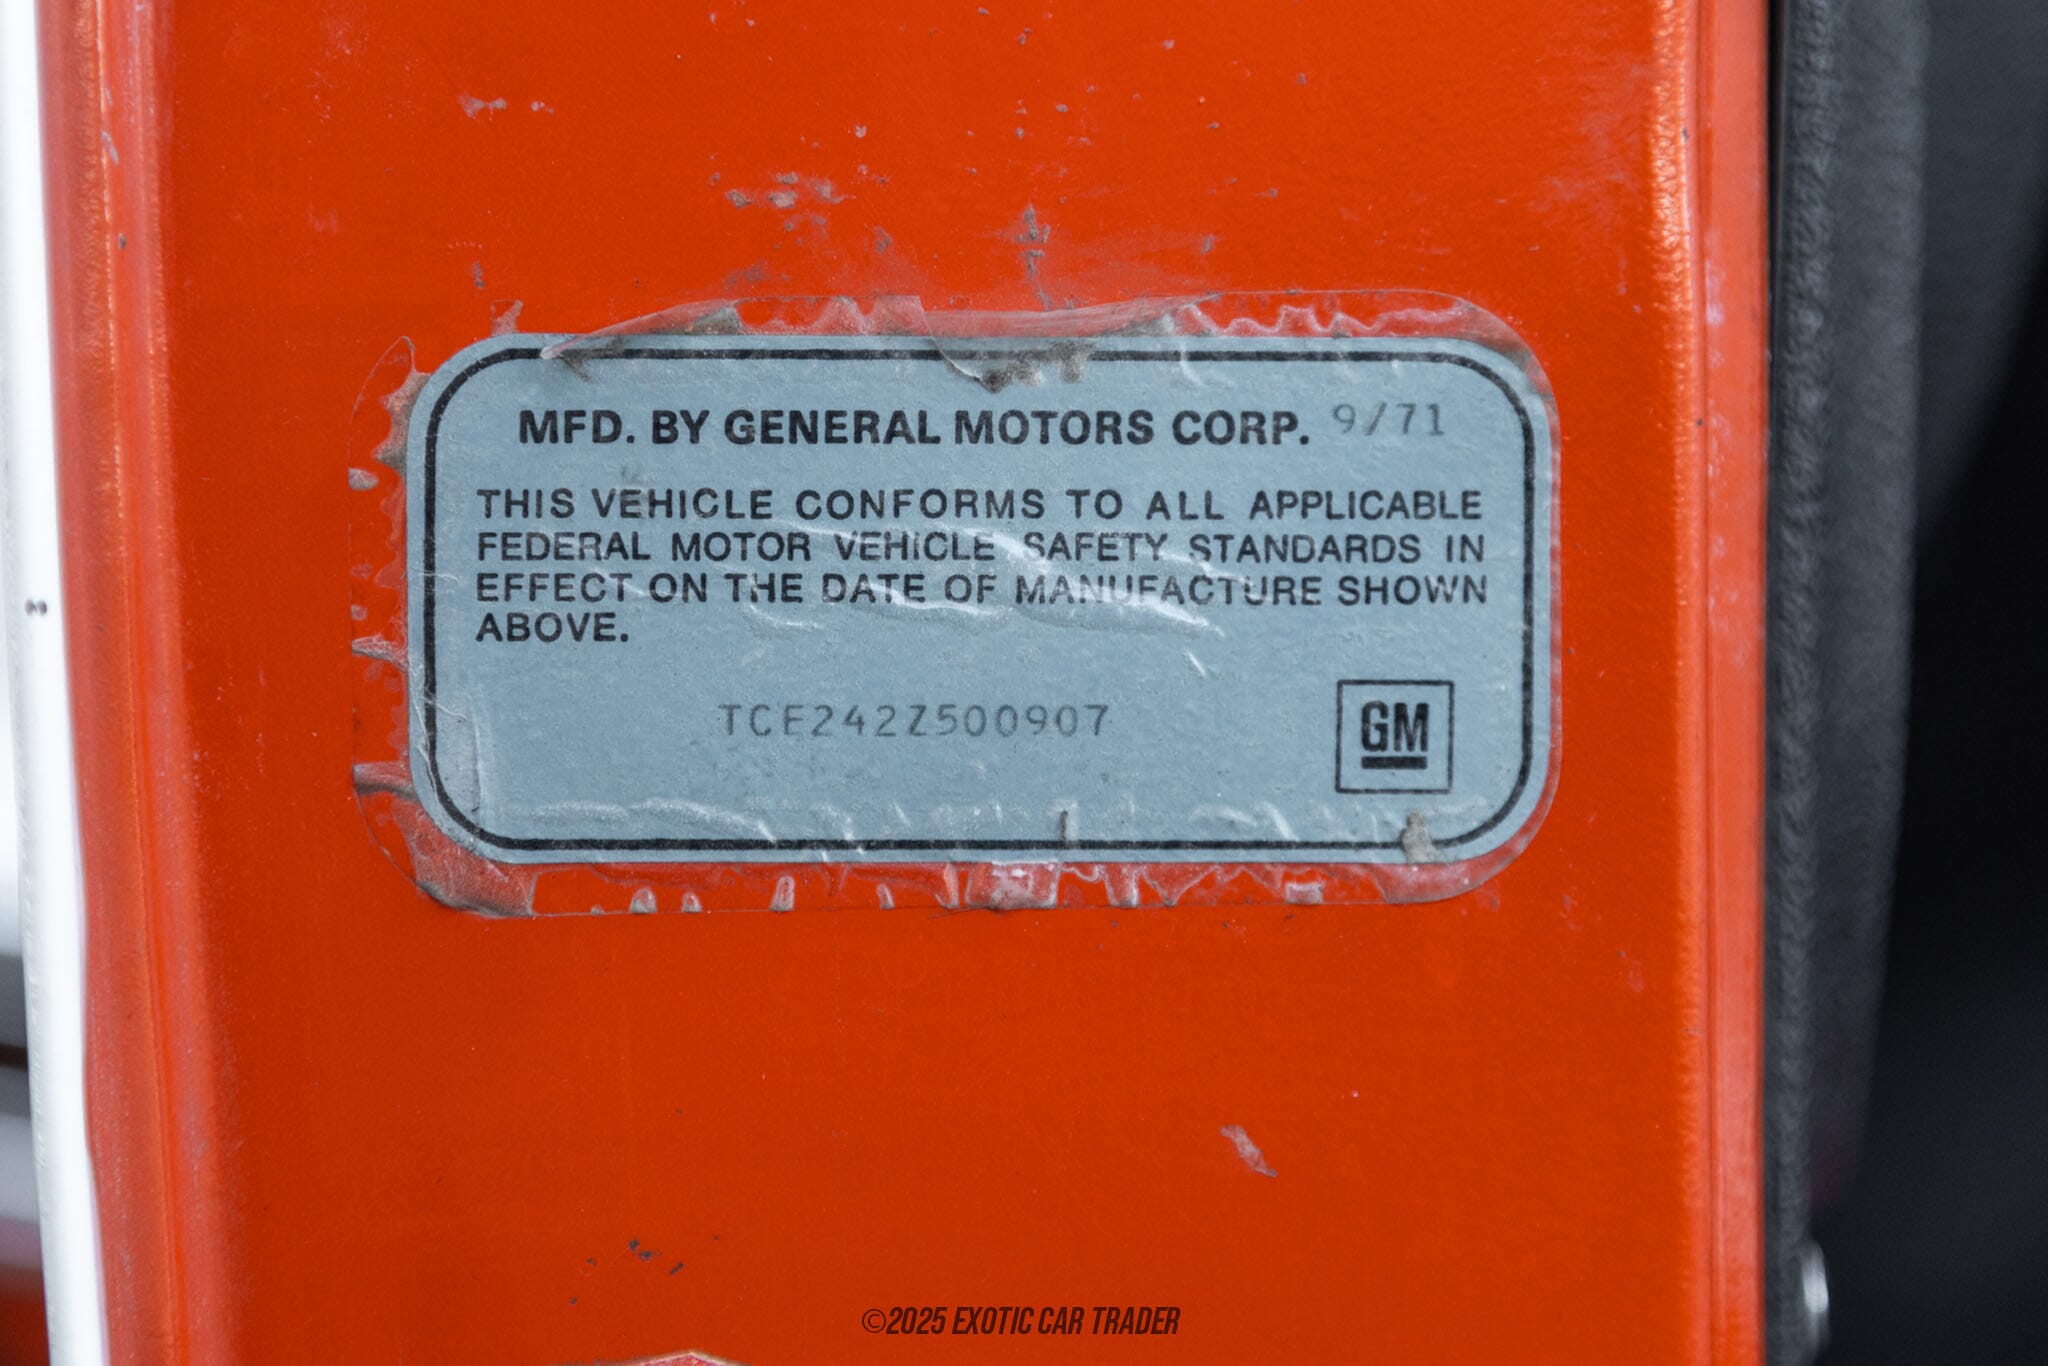 MFD. BY GENERAL MOTORS CORP. 9/71
THIS VEHICLE CONFORMS TO ALL APPLICABLE
FEDERAL MOTOR VEHICLE SAFETY STANDARDS IN
EFFECT ON THE DATE OF MANUFACTURE SHOWN
ABOVE.
TCE242Z500907
GM
©2025 EXOTIC CAR TRADER